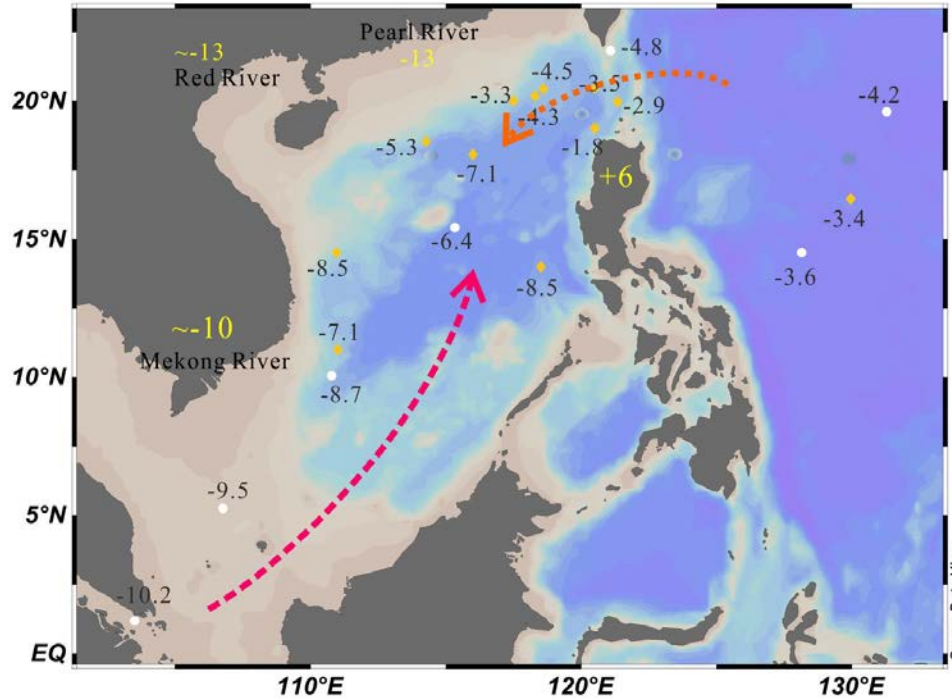 Pearl River
~-13
-13
-4.8
Red River
-4.5
-3.5
20°N
-3.3
-2.9
-4.2
-4.3
-5.3
-1.8
-7.1
+6
-3.4
15°N
-6.4
-8.5
-8.5
-3.6
~-10
-7.1
Mekong River
10°N
-8.7
-9.5
5°N
-10.2
EQ
110°E
120°E
130°E